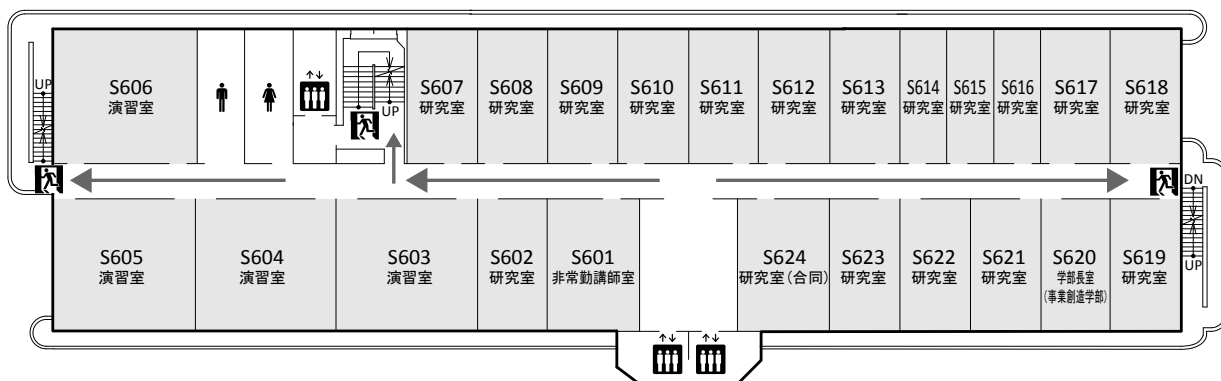 S606
演習室
S607
研究室
S608
研究室
S609
研究室
S610
研究室
S611
研究室
S612
研究室
S613
研究室
S614
研究室
S615
研究室
S616
研究室
S617
研究室
S618
研究室
UP
UP
DN
UP
S605
演習室
S604
演習室
S603
演習室
S602
研究室
S601
非常勤講師室
S624
研究室(合同)
S623
研究室
S622
研究室
S621
研究室
S620
学部長室
(事業創造学部)
S619
研究室